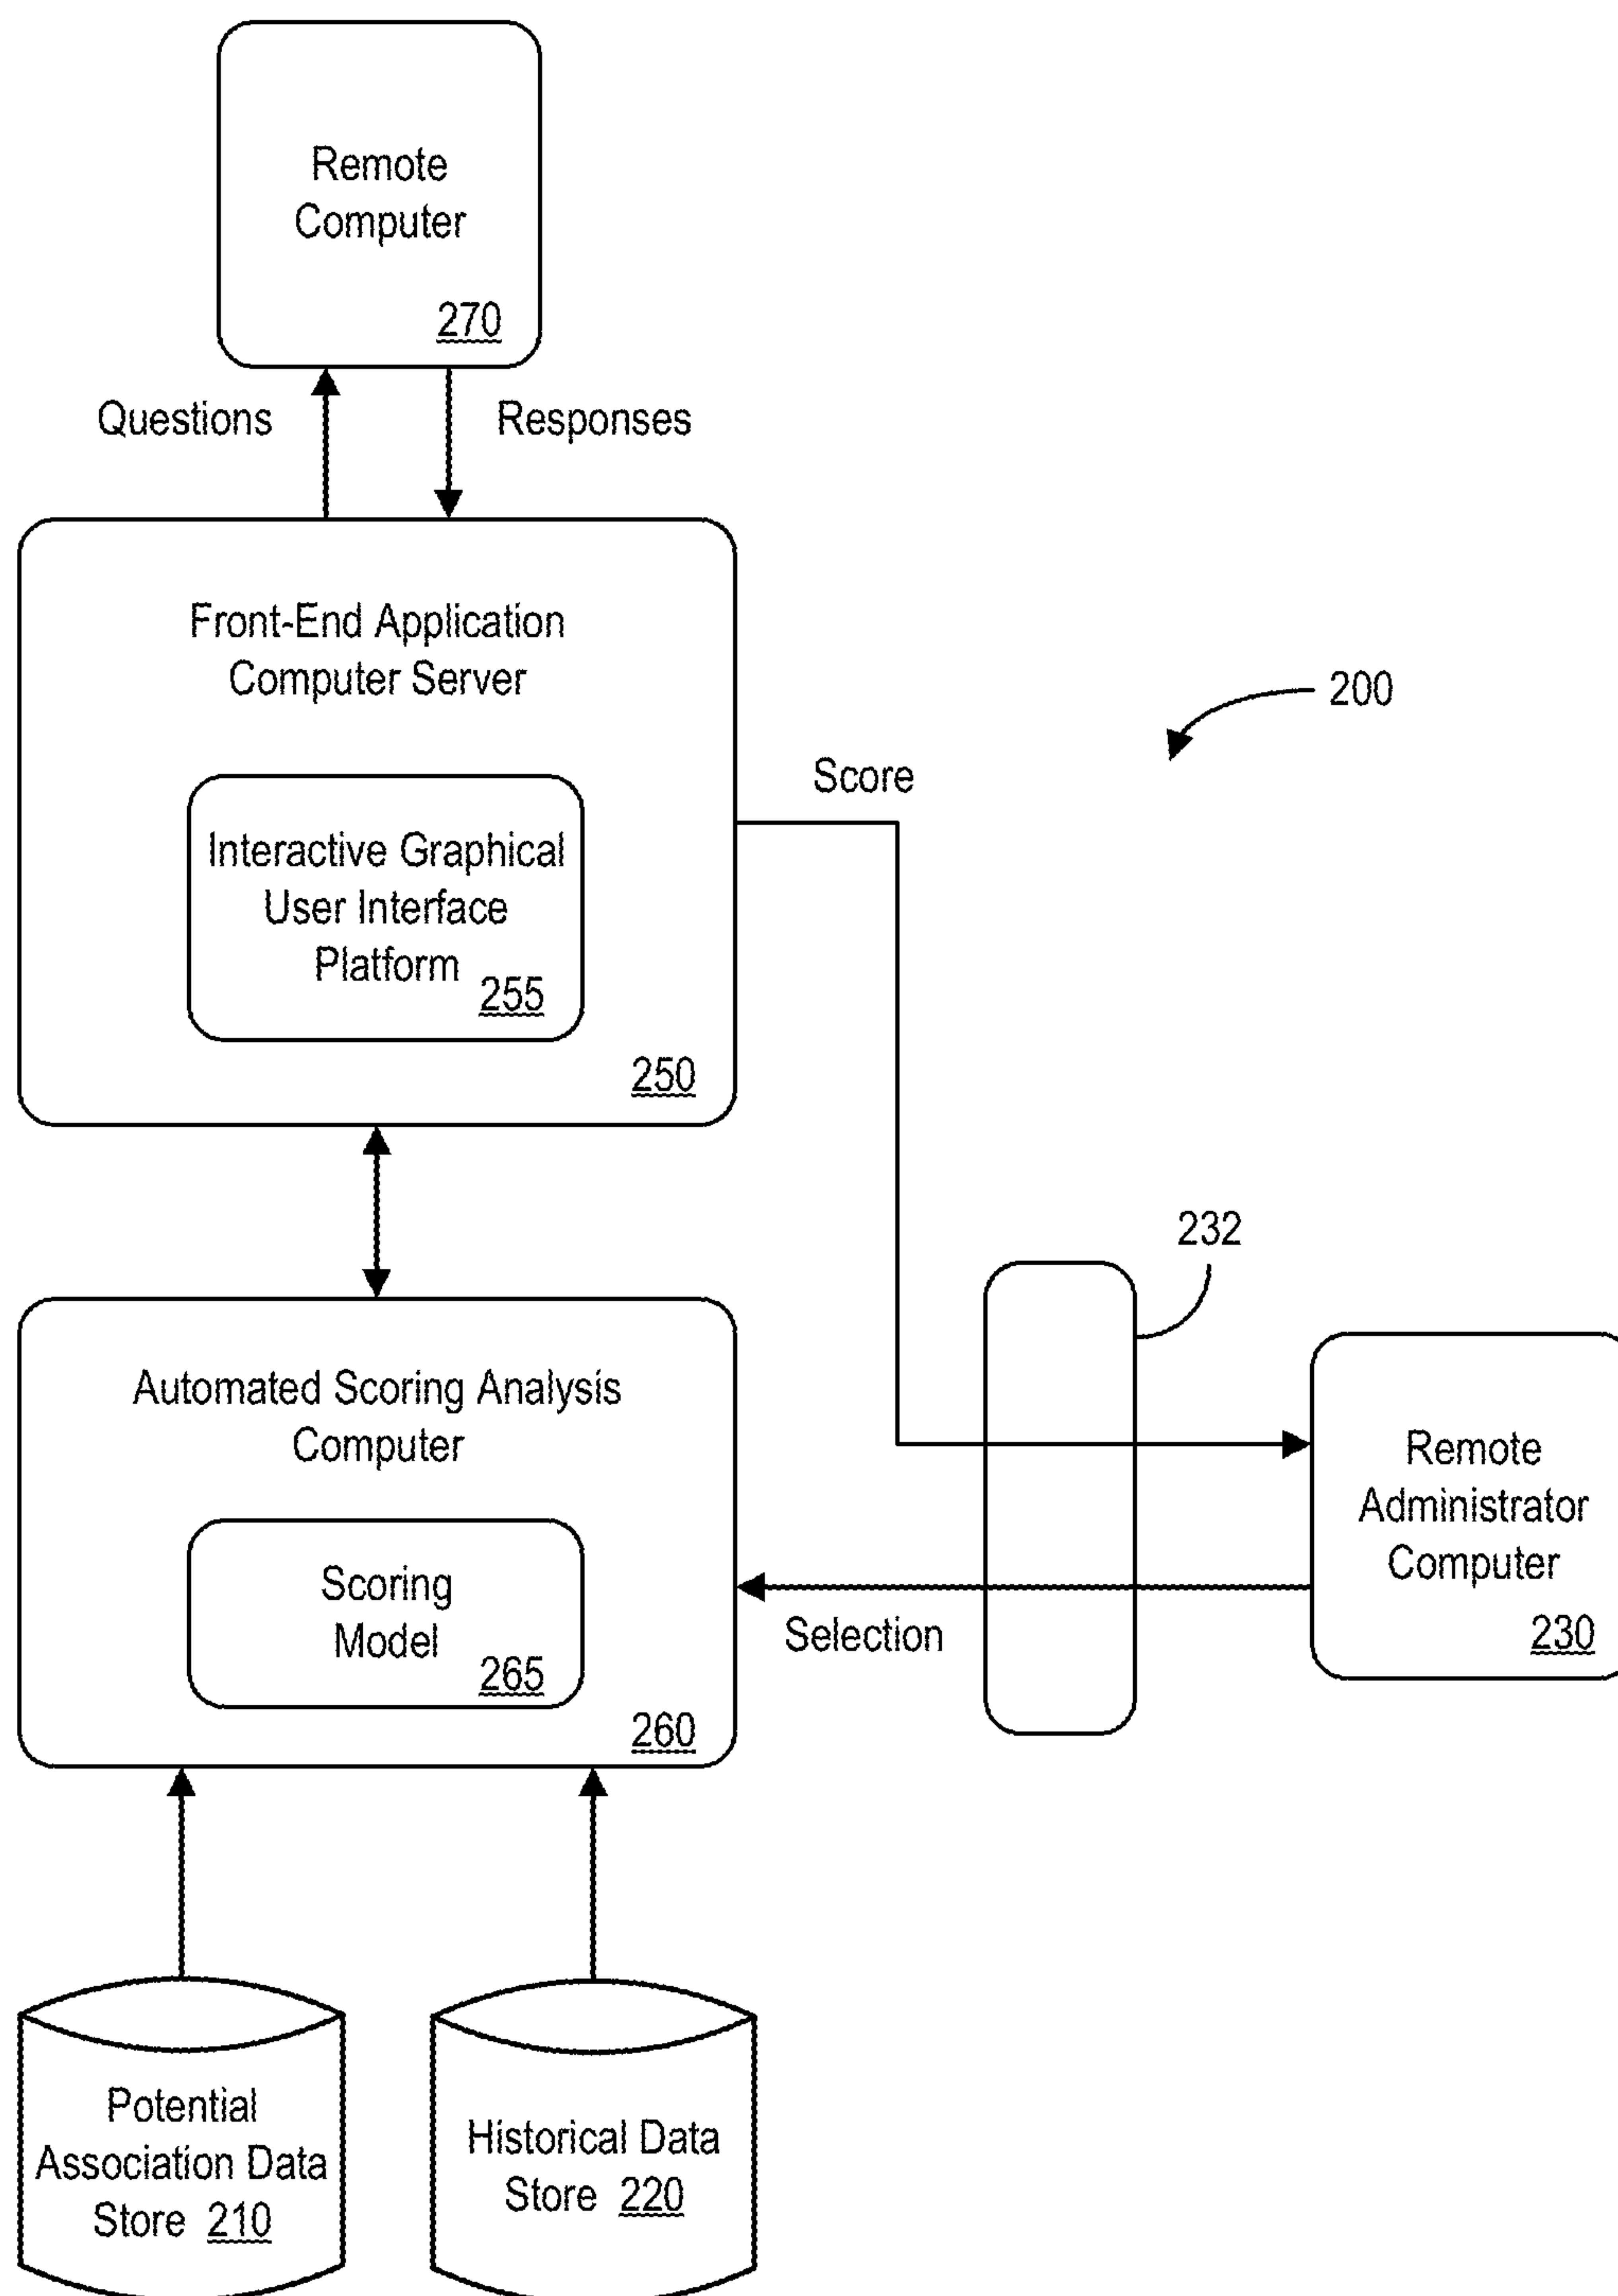 Remote
Computer
270
Questions
Responses
Front-End Application
Computer Server
200
Score
Interactive Graphical
User Interface
Platform
255
250
232
Automated Scoring Analysis
Computer
Remote
Administrator
Computer
230
Scoring
Model
265
Selection
260
Potential
Association Data
Store 210
Historical Data
Store 220